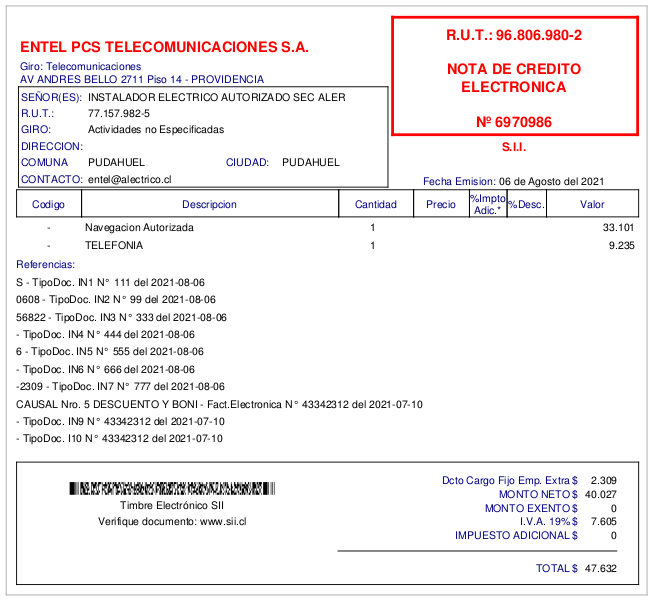 ENTEL PCS TELECOMUNICACIONES S.A.
Giro: Telecomunicaciones
AV ANDRES BELLO 2711 Piso 14 - PROVIDENCIA
R.U.T.: 96.806.980-2
NOTA DE CREDITO
ELECTRONICA
Nº 6970986
S.I.I.
SEÑOR(ES): INSTALADOR ELECTRICO AUTORIZADO SEC ALER
R.U.T.: 77.157.982-5
GIRO: Actividades no Especificadas
DIRECCION:
COMUNA PUDAHUEL CIUDAD: PUDAHUEL
CONTACTO: entel@alectrico.cl
Fecha Emision: 06 de Agosto del 2021
Codigo Descripcion Cantidad Precio %Impto Adic.* %Desc. Valor
- Navegacion Autorizada 1 33.101
- TELEFONIA 1 9.235
Referencias:
S - TipoDoc. IN1 N° 111 del 2021-08-06
0608 - TipoDoc. IN2 N° 99 del 2021-08-06
56822 - TipoDoc. IN3 N° 333 del 2021-08-06
- TipoDoc. IN4 N° 444 del 2021-08-06
6 - TipoDoc. IN5 N° 555 del 2021-08-06
- TipoDoc. IN6 N° 666 del 2021-08-06
-2309 - TipoDoc. IN7 N° 777 del 2021-08-06
CAUSAL Nro. 5 DESCUENTO Y BONI - Fact.Electronica N° 43342312 del 2021-07-10
- TipoDoc. IN9 N° 43342312 del 2021-07-10
- TipoDoc. I10 N° 43342312 del 2021-07-10
Timbre Electrónico SII
Verifique documento: www.sii.cl
Dcto Cargo Fijo Emp. Extra $ 2.309
MONTO NETO $ 40.027
MONTO EXENTO $ 0
I.V.A. 19% $ 7.605
IMPUESTO ADICIONAL $ 0
TOTAL $ 47.632